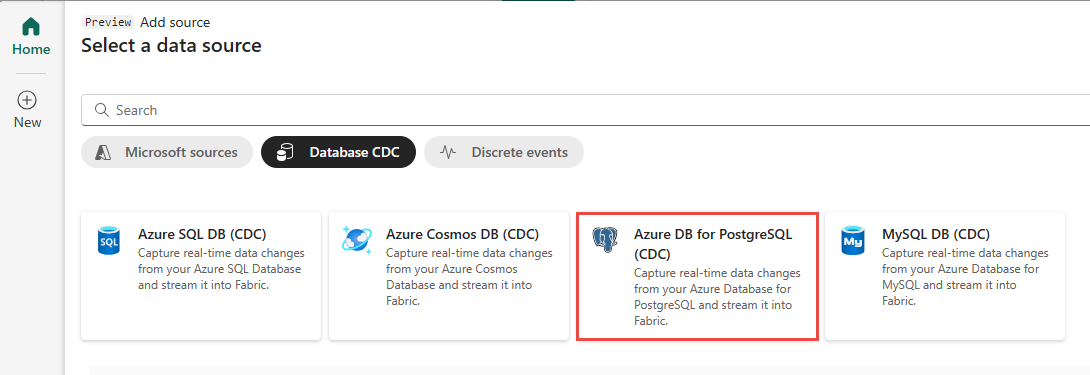 Preview Add source
Home
Select a data source
New
Search
Microsoft sources
Database CDC
Discrete events
SQL
Azure SQL DB (CDC)
Capture real-time data changes
from your Azure SQL Database
and stream it into Fabric.
Azure Cosmos DB (CDC)
Capture real-time data changes
from your Azure Cosmos
Database and stream it into
Fabric.
Azure DB for PostgreSQL
(CDC)
Capture real-time data changes
from your Azure Database for
PostgreSQL and stream it into
Fabric.
My
MySQL DB (CDC)
Capture real-time data changes
from your Azure Database for
MySQL and stream it into
Fabric.